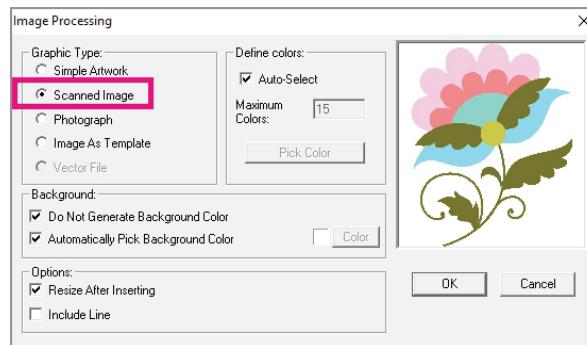 Image Processing
Graphic Type:
Simple Artwork
Scanned Image
Photograph
Image As Template
Vector File
Define colors:
Auto-Select
Maximum
Colors:
15
Pick Color
Background:
Do Not Generate Background Color
Automatically Pick Background Color
Color
Options:
Resize After Inserting
Include Line
OK
Cancel